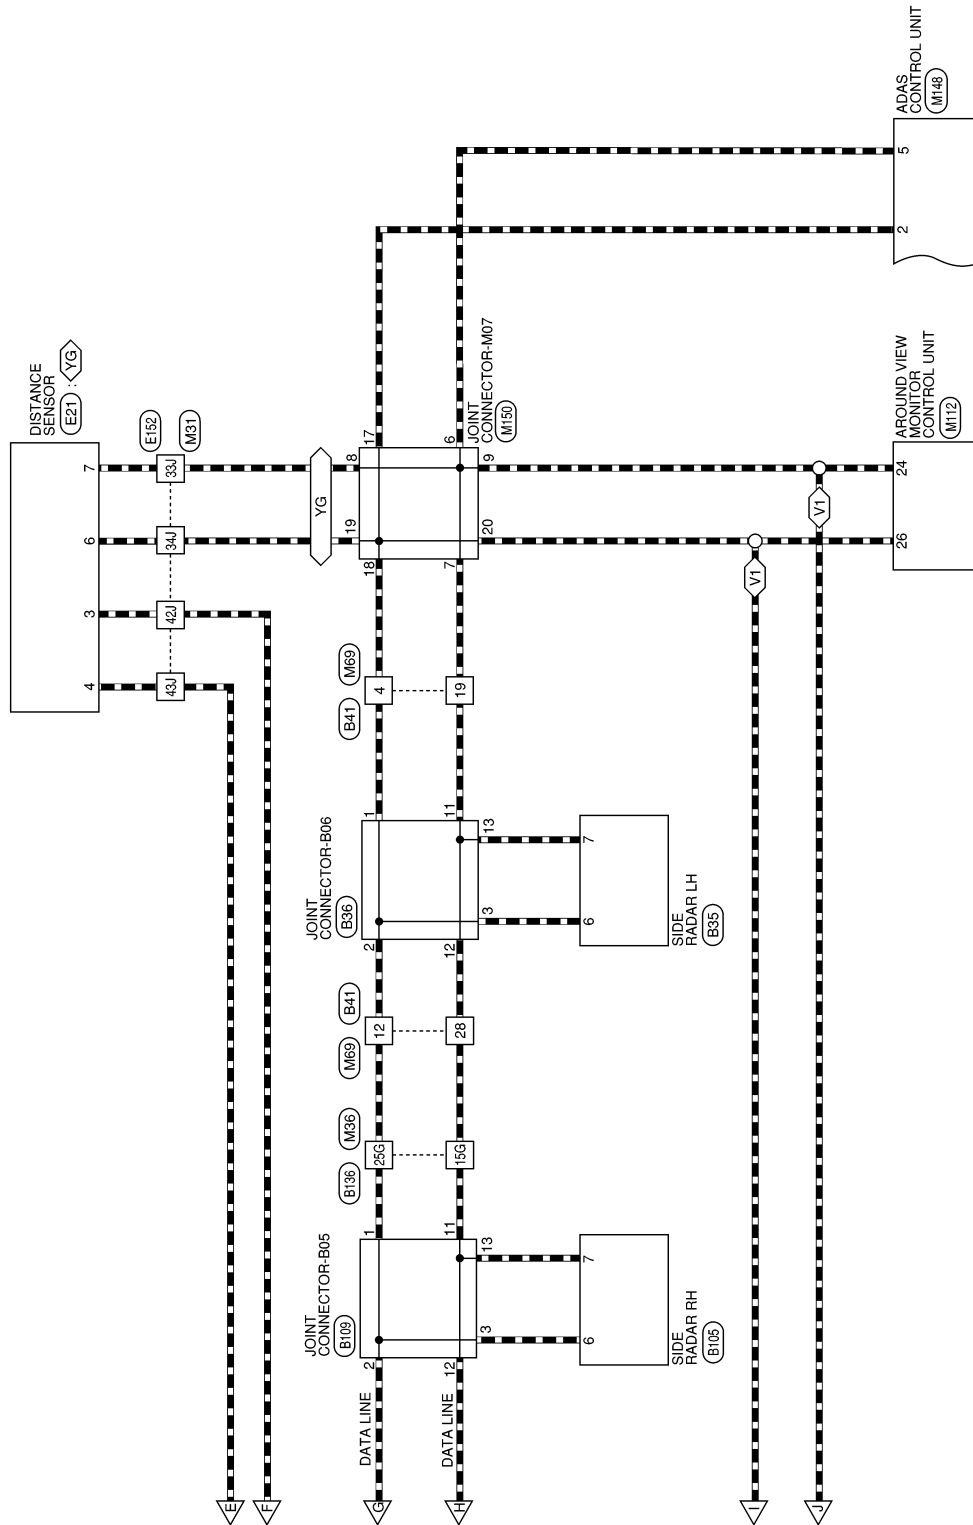 DISTANCE
SENSOR
E21 : YG
4
3
6
7
43J
42J
34J
33J
E152
M31
YG
19
8
18
17
7
6
20
9
JOINT
CONNECTOR-M07
M150
B41
M69
4
19
JOINT
CONNECTOR-B06
B36
2
1
12
11
3
13
6
7
SIDE
RADAR LH
B35
M69
B41
12
28
B136
M36
25G
15G
JOINT
CONNECTOR-B05
B109
2
1
12
11
3
13
6
7
SIDE
RADAR RH
B105
DATA LINE
DATA LINE
E
F
G
H
I
J
V1
V1
26
24
AROUND VIEW
MONITOR
CONTROL UNIT
M112
2
5
ADAS
CONTROL UNIT
M148